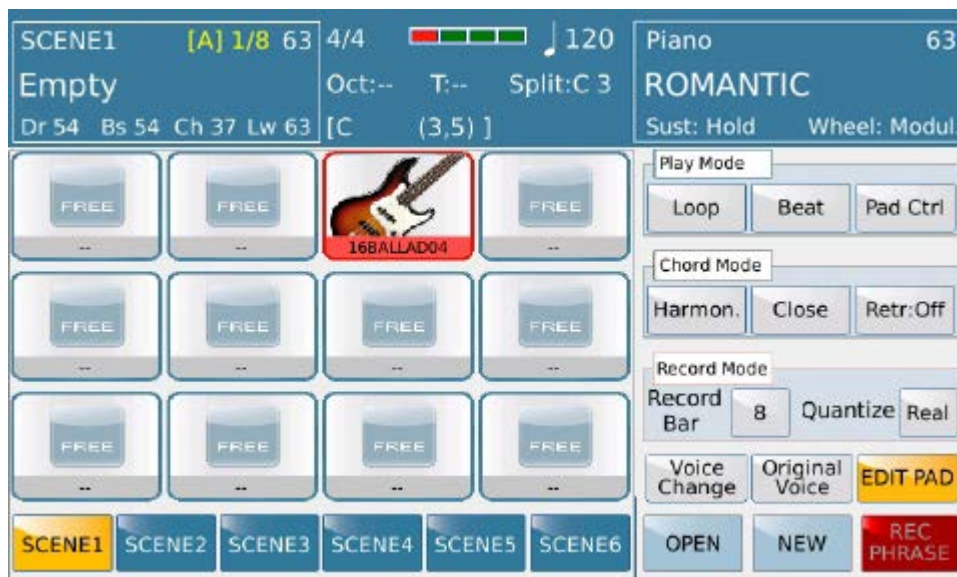 SCENE1 [A] 1/8 63
Empty
Dr 54 Bs 54 Ch 37 Lw 63
4/4 120
Oct:-- T:-- Split:C 3
[C (3,5) ]
Piano 63
ROMANTIC
Sust: Hold Wheel: Modul.
FREE FREE FREE
-- -- 16BALLAD04 --
FREE FREE FREE FREE
-- -- -- --
FREE FREE FREE FREE
-- -- -- --
SCENE1 SCENE2 SCENE3 SCENE4 SCENE5 SCENE6
Play Mode
Loop Beat Pad Ctrl
Chord Mode
Harmon. Close Retr:Off
Record Mode
Record Bar 8 Quantize Real
Voice Change Original Voice EDIT PAD
OPEN NEW REC PHRASE